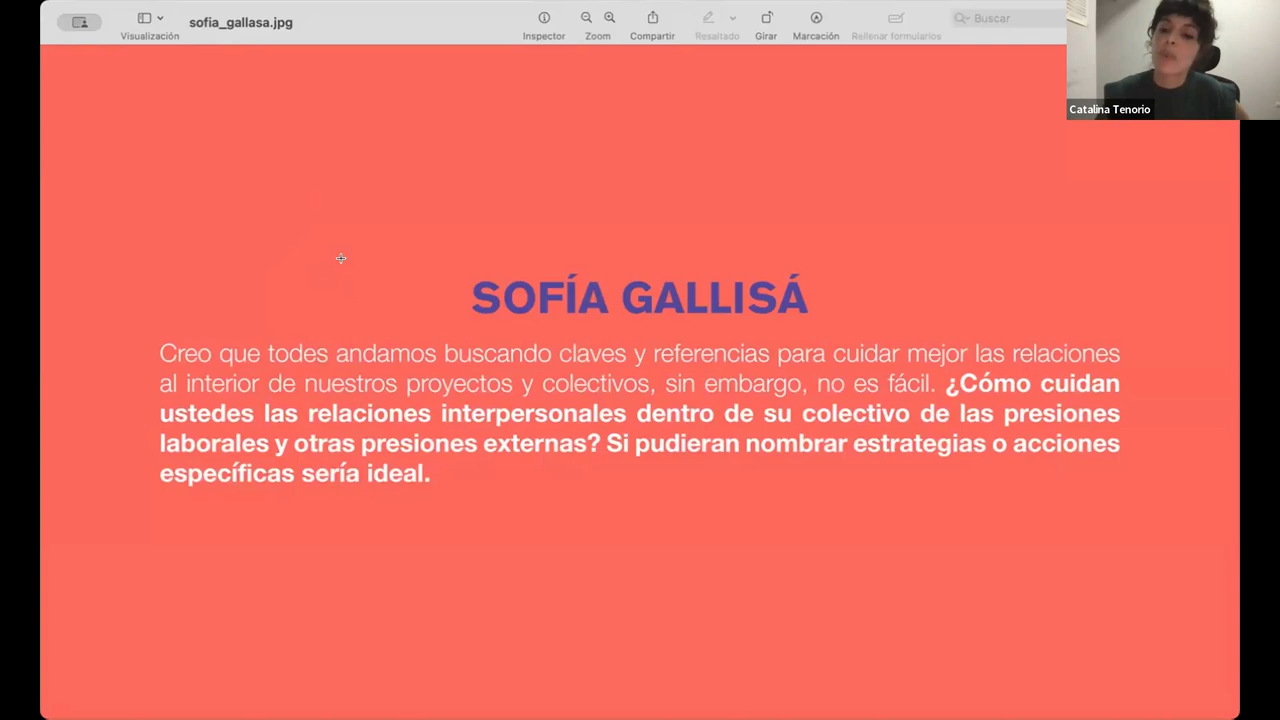 sofia_gallasa.jpg
Visualización
Inspector
Zoom
Compartir
Resaltado
Girar
Marcación
Rellenar formularios
Buscar
Catalina Tenorio
SOFÍA GALLISÁ
Creo que todes andamos buscando claves y referencias para cuidar mejor las relaciones
al interior de nuestros proyectos y colectivos, sin embargo, no es fácil. ¿Cómo cuidan
ustedes las relaciones interpersonales dentro de su colectivo de las presiones
laborales y otras presiones externas? Si pudieran nombrar estrategias o acciones
específicas sería ideal.